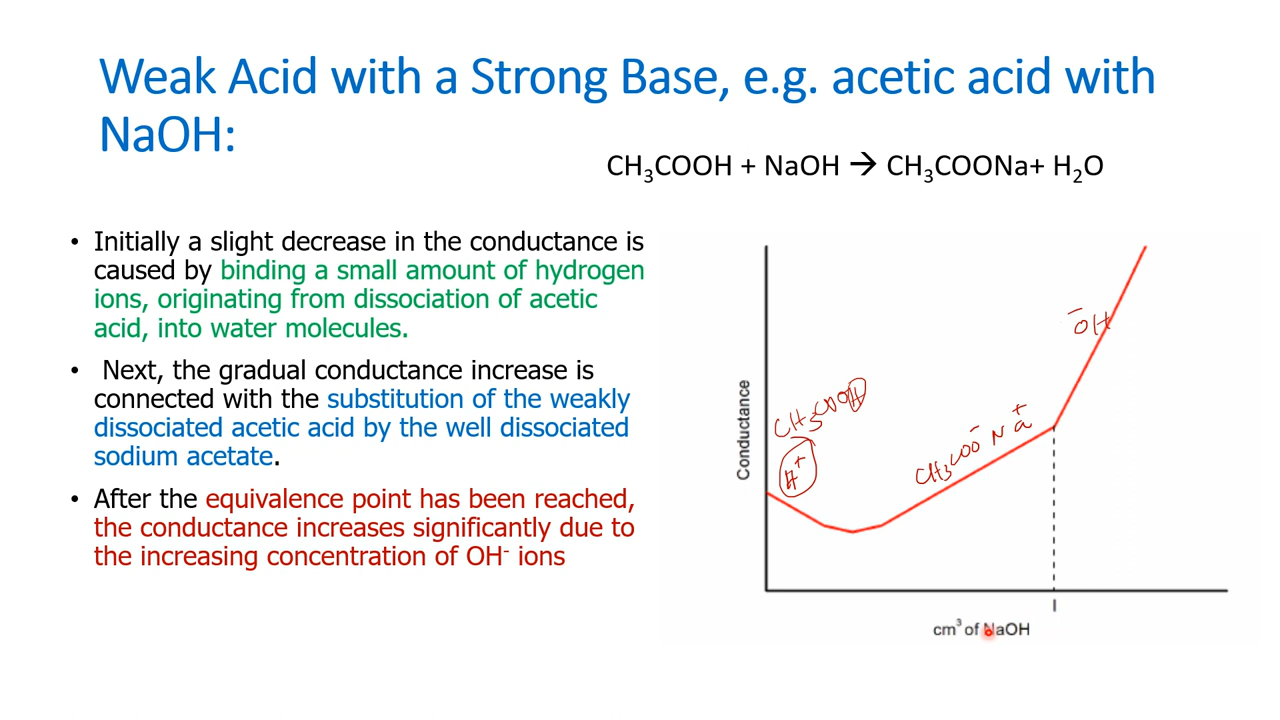 Weak Acid with a Strong Base, e.g. acetic acid with
NaOH:
CH₃COOH + NaOH → CH₃COONa+ H₂O
• Initially a slight decrease in the conductance is
caused by binding a small amount of hydrogen
ions, originating from dissociation of acetic
acid, into water molecules.
• Next, the gradual conductance increase is
connected with the substitution of the weakly
dissociated acetic acid by the well dissociated
sodium acetate.
• After the equivalence point has been reached,
the conductance increases significantly due to
the increasing concentration of OH⁻ ions
Conductance
CH₃COOH
H⁺
CH₃COO⁻ Na⁺
⁻OH
cm³ of NaOH